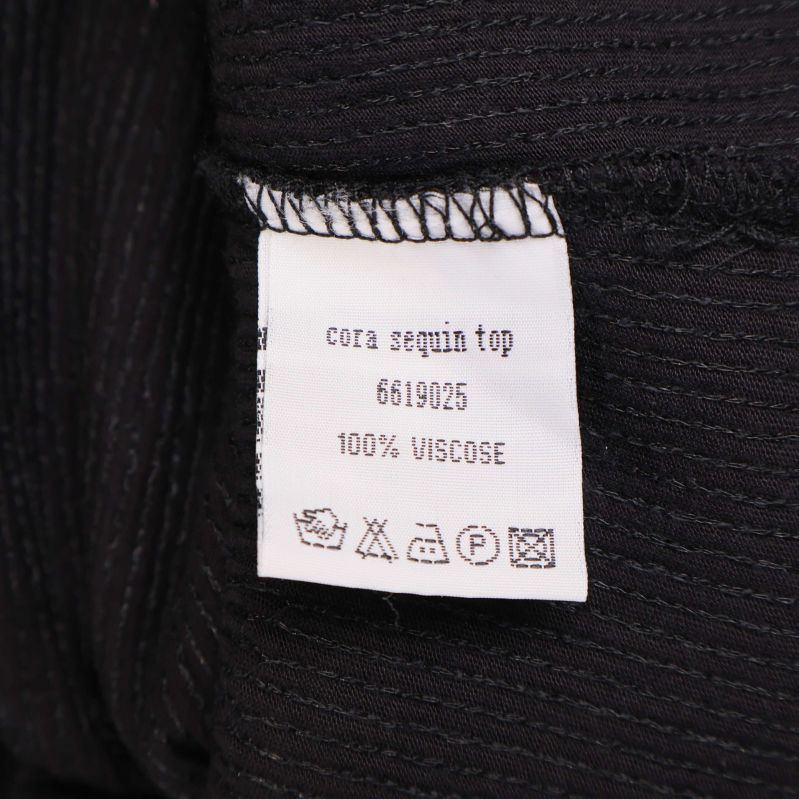 cora sequin top
6619025
100% VISCOSE
P